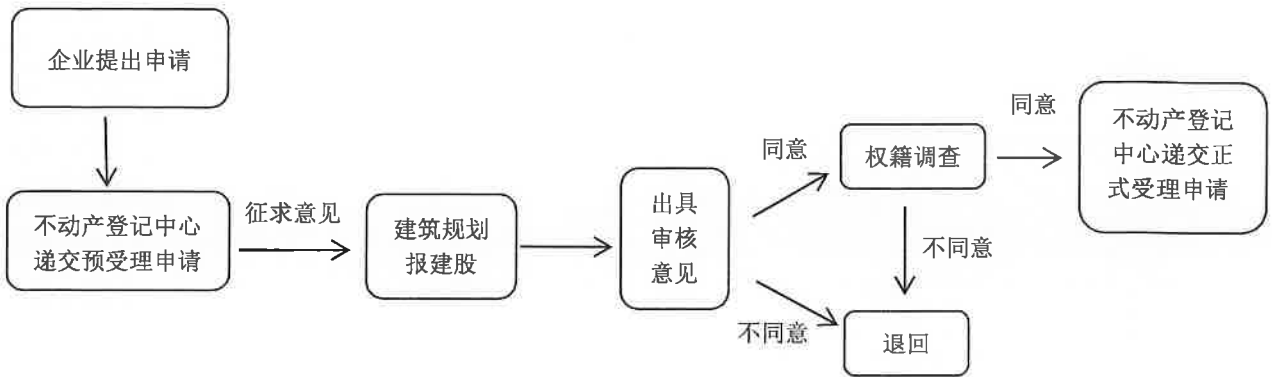 企业提出申请
不动产登记中心
递交预受理申请
征求意见
建筑规划
报建股
出具
审核
意见
同意
不同意
权籍调查
不同意
退回
同意
不动产登记
中心递交正
式受理申请